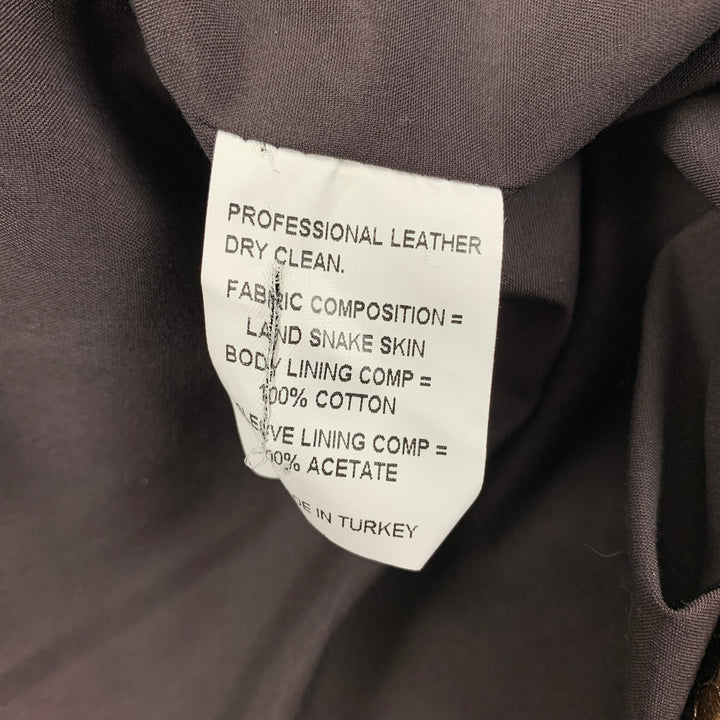 PROFESSIONAL LEATHER
DRY CLEAN.
FABRIC COMPOSITION =
LAND SNAKE SKIN
BODY LINING COMP =
100% COTTON
SLEEVE LINING COMP =
100% ACETATE
IN TURKEY